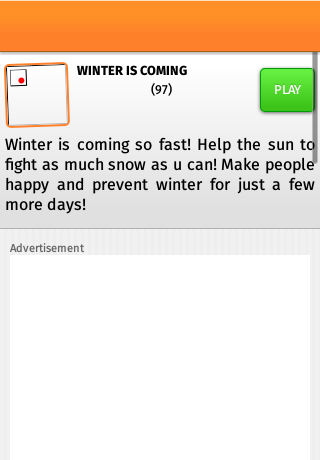 WINTER IS COMING
(97)
PLAY
Winter is coming so fast! Help the sun to
fight as much snow as u can! Make people
happy and prevent winter for just a few
more days!
Advertisement